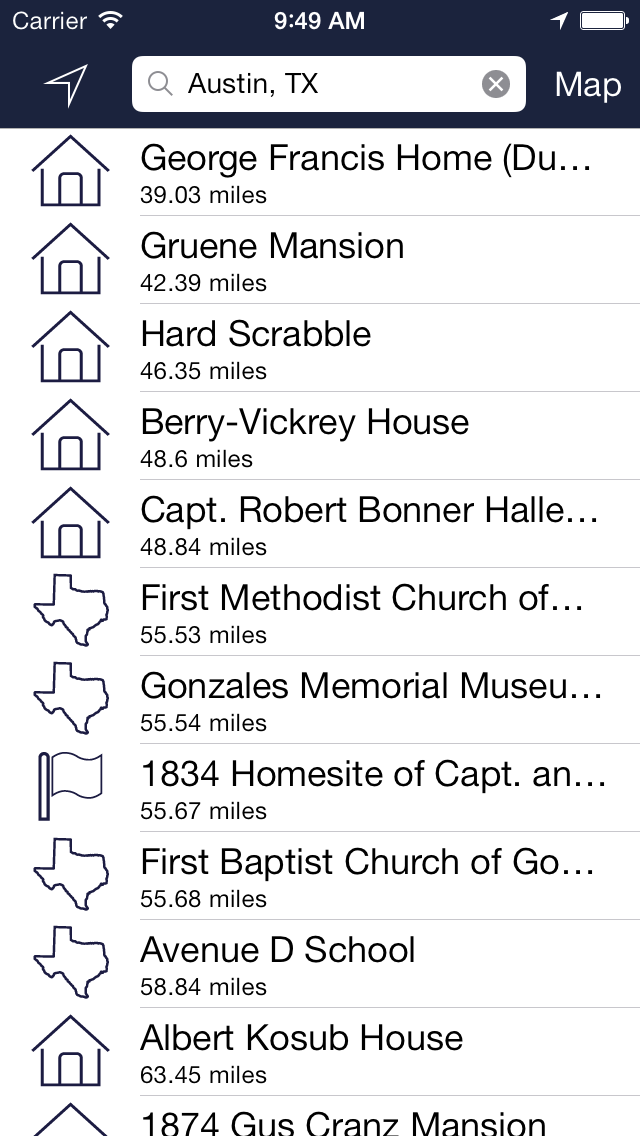 Carrier 9:49 AM
Austin, TX Map
George Francis Home (Du…
39.03 miles
Gruene Mansion
42.39 miles
Hard Scrabble
46.35 miles
Berry-Vickrey House
48.6 miles
Capt. Robert Bonner Halle…
48.84 miles
First Methodist Church of…
55.53 miles
Gonzales Memorial Museu…
55.54 miles
1834 Homesite of Capt. an…
55.67 miles
First Baptist Church of Go…
55.68 miles
Avenue D School
58.84 miles
Albert Kosub House
63.45 miles
1874 Gus Cranz Mansion